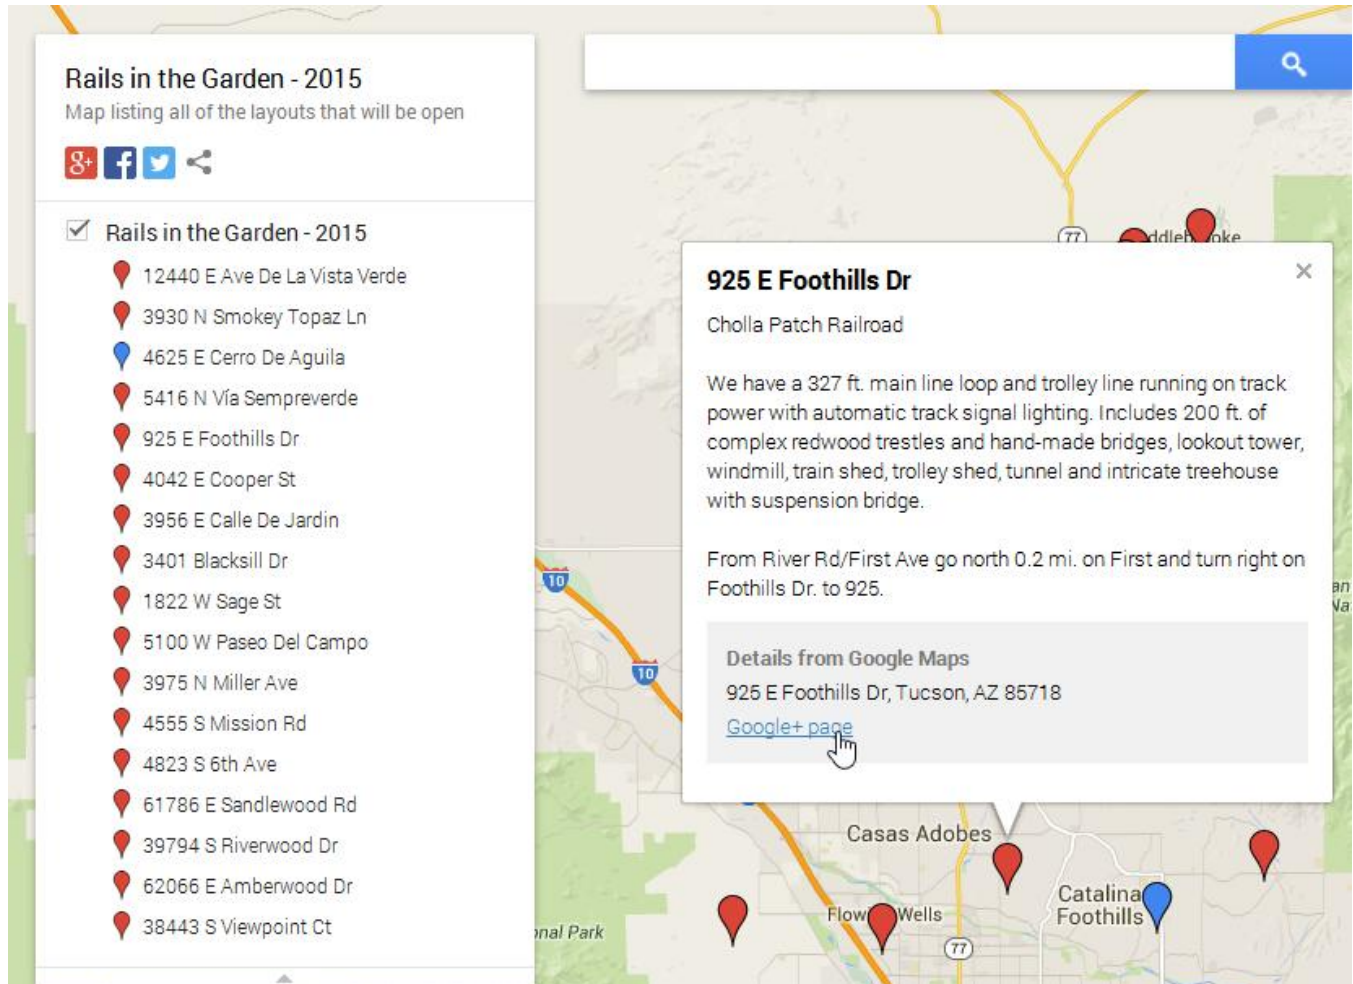 Rails in the Garden - 2015
Map listing all of the layouts that will be open
8+
f
Rails in the Garden - 2015
12440 E Ave De La Vista Verde
3930 N Smokey Topaz Ln
4625 E Cerro De Aguila
5416 N Vía Sempreverde
925 E Foothills Dr
4042 E Cooper St
3956 E Calle De Jardin
3401 Blacksill Dr
1822 W Sage St
5100 W Paseo Del Campo
3975 N Miller Ave
4555 S Mission Rd
4823 S 6th Ave
61786 E Sandlewood Rd
39794 S Riverwood Dr
62066 E Amberwood Dr
38443 S Viewpoint Ct
77
925 E Foothills Dr
Cholla Patch Railroad
We have a 327 ft. main line loop and trolley line running on track
power with automatic track signal lighting. Includes 200 ft. of
complex redwood trestles and hand-made bridges, lookout tower,
windmill, train shed, trolley shed, tunnel and intricate treehouse
with suspension bridge.
From River Rd/First Ave go north 0.2 mi. on First and turn right on
Foothills Dr. to 925.
Details from Google Maps
925 E Foothills Dr, Tucson, AZ 85718
Google+ page
10
10
Casas Adobes
Catalina
Foothills
Wells
77
Park